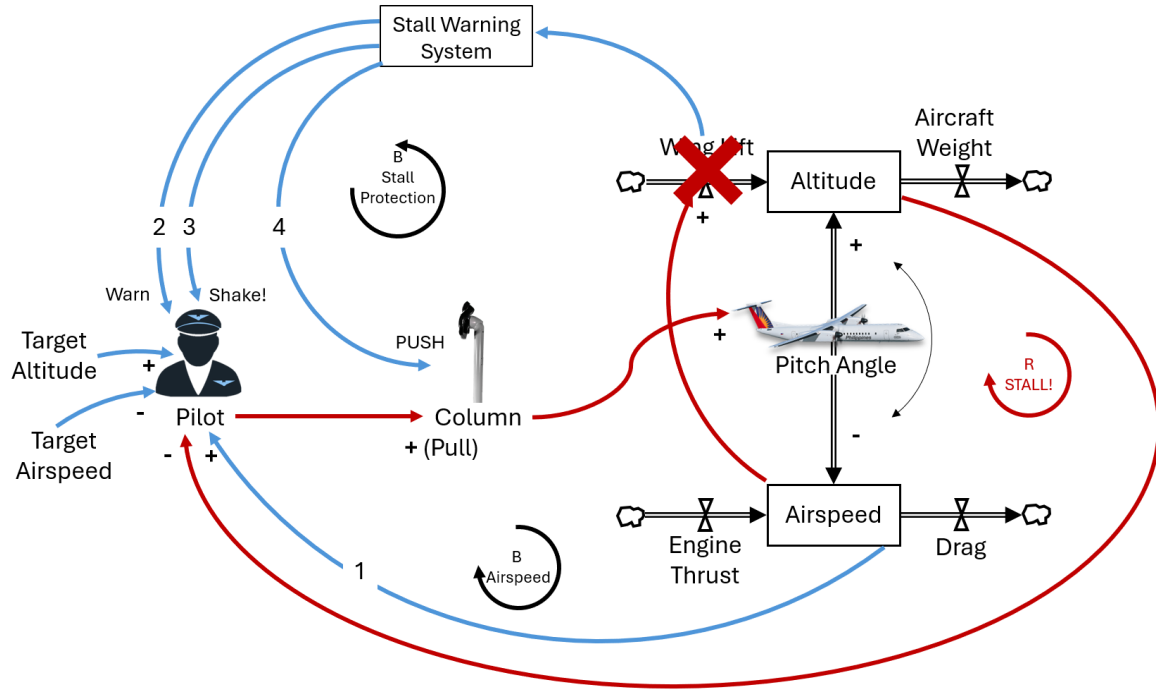 Stall Warning
System
Wing Lift
Aircraft
Weight
Altitude
B
Stall
Protection
+
+
2
3
4
Warn
Shake!
PUSH
+
Target
Altitude
+
-
Target
Airspeed
Pilot
-
+
Column
+ (Pull)
Philippines
Pitch Angle
R
STALL!
-
Airspeed
Engine
Thrust
Drag
B
Airspeed
1